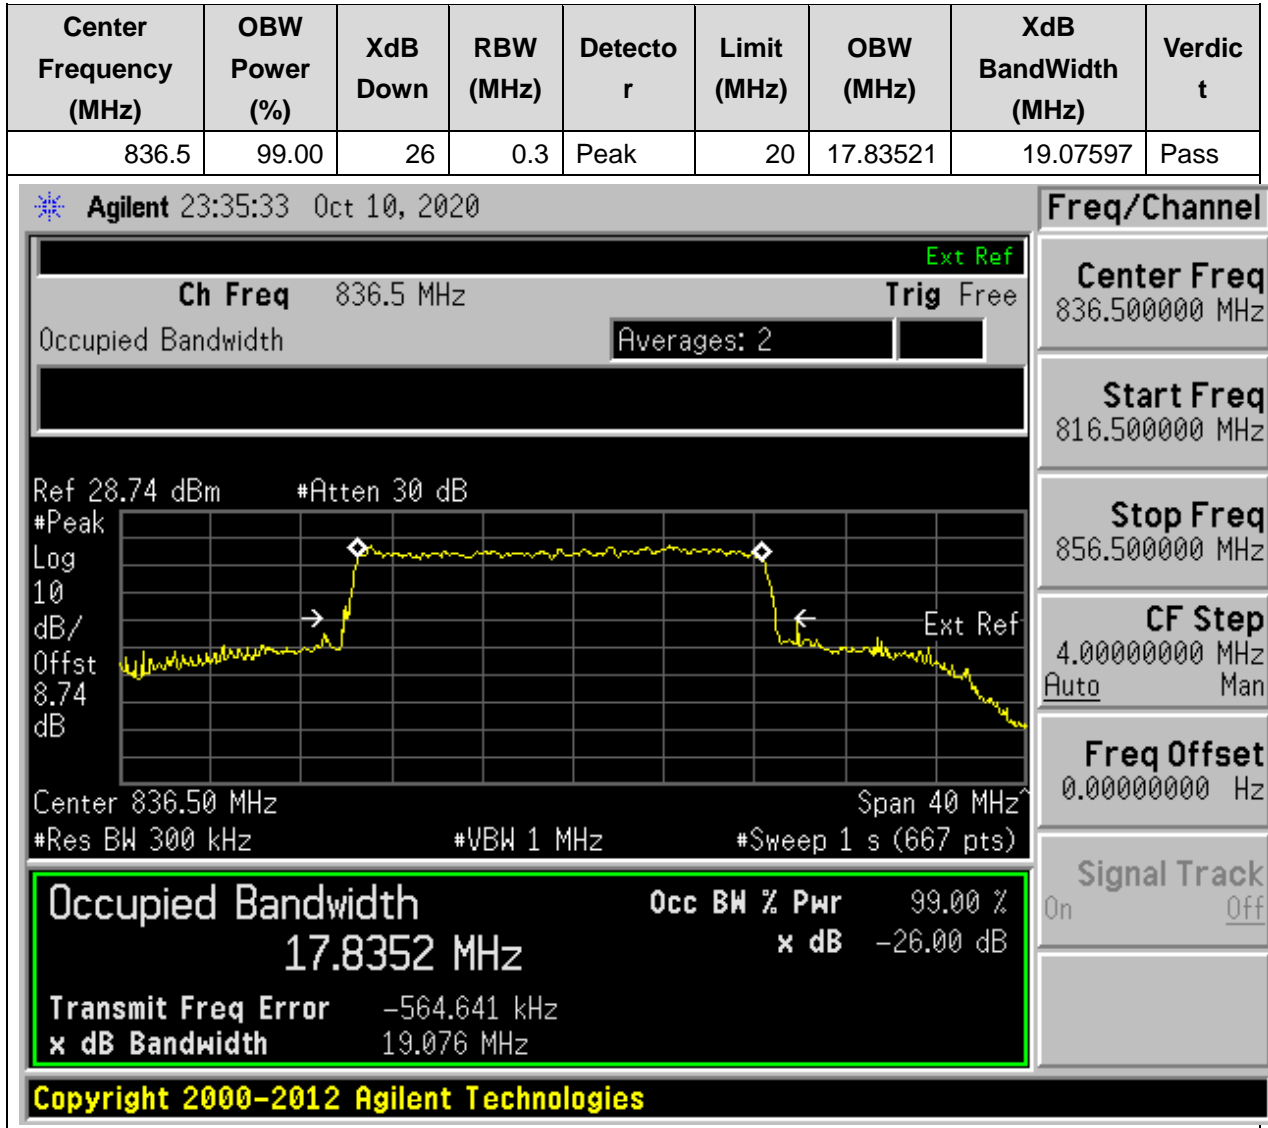 Center Frequency (MHz) OBW Power (%) XdB Down RBW (MHz) Detecto r Limit (MHz) OBW (MHz) XdB BandWidth (MHz) Verdic t
836.5 99.00 26 0.3 Peak 20 17.83521 19.07597 Pass
Agilent 23:35:33 Oct 10, 2020
Freq/Channel
Ext Ref
Ch Freq 836.5 MHz Trig Free
Occupied Bandwidth Averages: 2
Center Freq
836.500000 MHz
Start Freq
816.500000 MHz
Stop Freq
856.500000 MHz
CF Step
4.00000000 MHz
Auto Man
Freq Offset
0.00000000 Hz
Signal Track
On Off
Ref 28.74 dBm #Atten 30 dB
#Peak
Log
10
dB/
Offst
8.74
dB
Ext Ref
Center 836.50 MHz Span 40 MHz^
#Res BW 300 kHz #VBW 1 MHz #Sweep 1 s (667 pts)
Occupied Bandwidth Occ BW % Pwr 99.00 %
17.8352 MHz x dB -26.00 dB
Transmit Freq Error -564.641 kHz
x dB Bandwidth 19.076 MHz
Copyright 2000-2012 Agilent Technologies